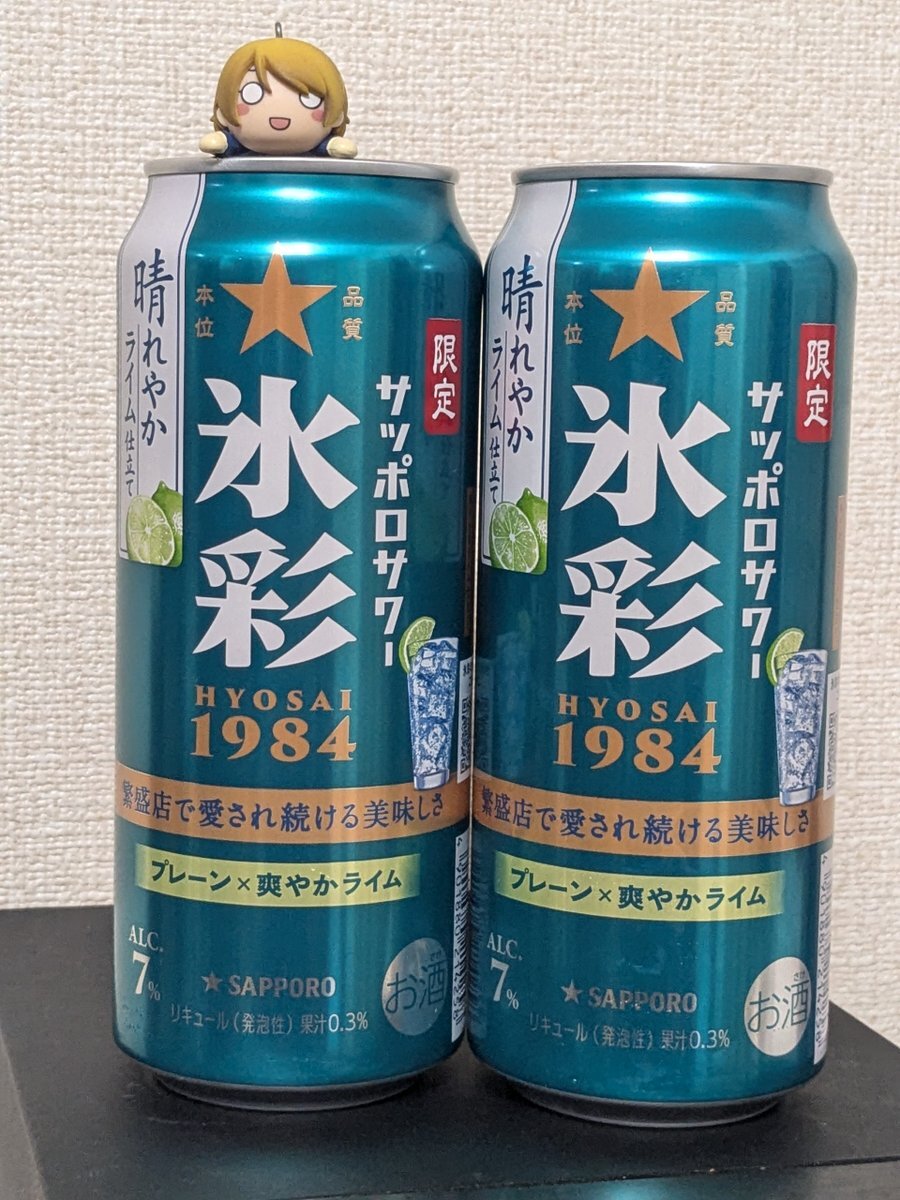 晴れやか
ライム仕立て
本位
品質
限定
サッポロサワー
氷彩
HYOSAI
1984
繁盛店で愛され続ける美味しさ
プレーン×爽やかライム
ALC.
7%
SAPPORO
お酒
リキュール(発泡性)果汁0.3%
晴れやか
ライム仕立て
本位
品質
限定
サッポロサワー
氷彩
HYOSAI
1984
繁盛店で愛され続ける美味しさ
プレーン×爽やかライム
ALC.
7%
SAPPORO
さけ
お酒
リキュール(発泡性)果汁0.3%